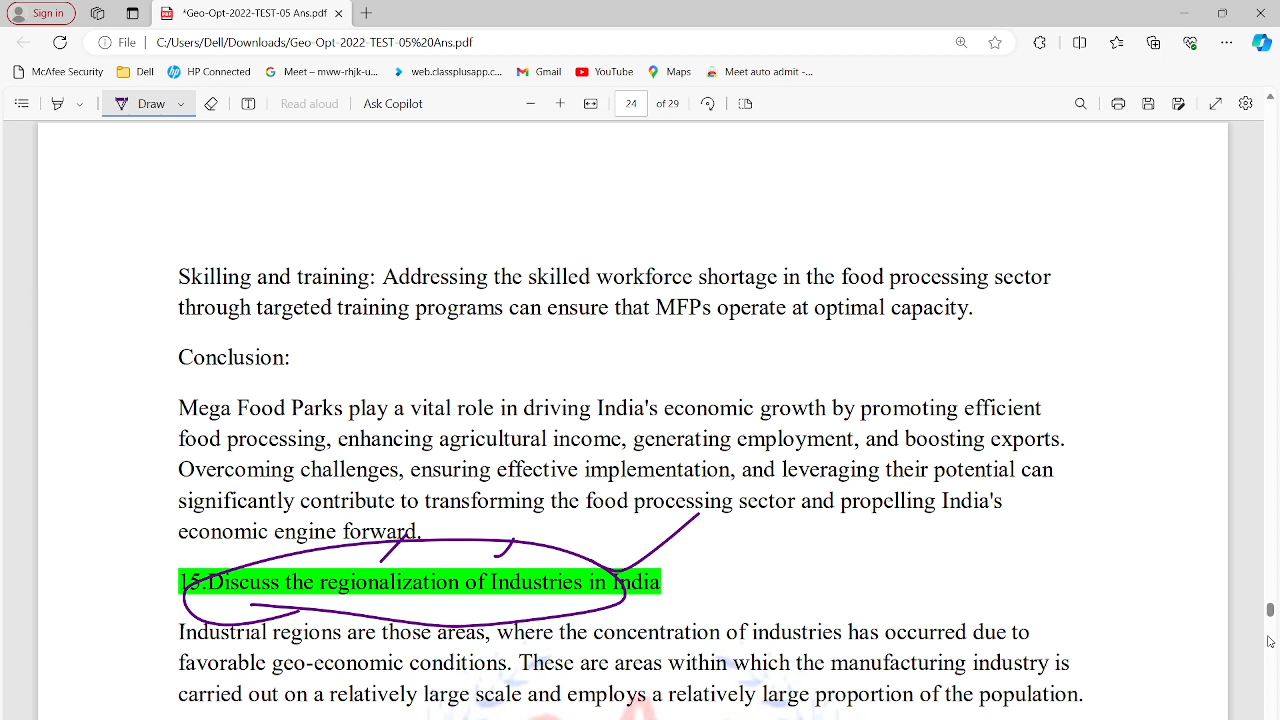 Sign in
*Geo-Opt-2022-TEST-05 Ans.pdf
File C:/Users/Dell/Downloads/Geo-Opt-2022-TEST-05%20Ans.pdf
McAfee Security Dell HP Connected Meet – mvw-rhjk-u... web.classplusapp.c... Gmail YouTube Maps Meet auto admit -...
Draw Read aloud Ask Copilot 24 of 29
Skilling and training: Addressing the skilled workforce shortage in the food processing sector
through targeted training programs can ensure that MFPs operate at optimal capacity.
Conclusion:
Mega Food Parks play a vital role in driving India's economic growth by promoting efficient
food processing, enhancing agricultural income, generating employment, and boosting exports.
Overcoming challenges, ensuring effective implementation, and leveraging their potential can
significantly contribute to transforming the food processing sector and propelling India's
economic engine forward.
15.Discuss the regionalization of Industries in India
Industrial regions are those areas, where the concentration of industries has occurred due to
favorable geo-economic conditions. These are areas within which the manufacturing industry is
carried out on a relatively large scale and employs a relatively large proportion of the population.